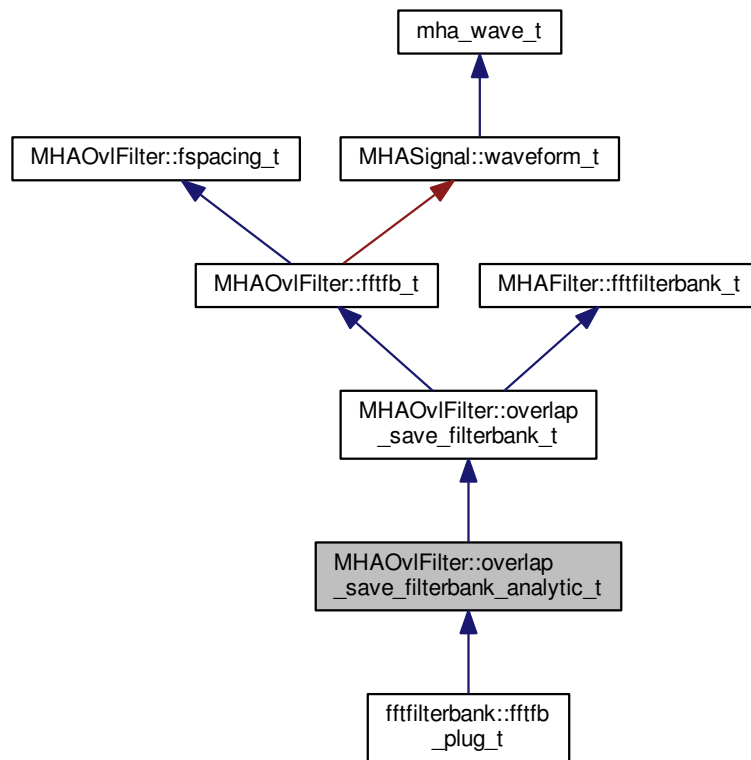 mha_wave_t
MHAOvlFilter::fspacing_t
MHASignal::waveform_t
MHAOvlFilter::fftfb_t
MHAFilter::fftfilterbank_t
MHAOvlFilter::overlap
_save_filterbank_t
MHAOvlFilter::overlap
_save_filterbank_analytic_t
fftfilterbank::fftfb
_plug_t